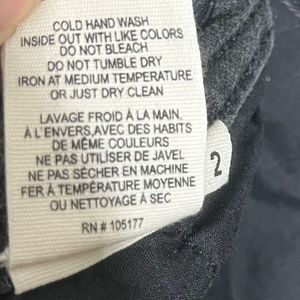 COLD HAND WASH
INSIDE OUT WITH LIKE COLORS
DO NOT BLEACH
DO NOT TUMBLE DRY
IRON AT MEDIUM TEMPERATURE
OR JUST DRY CLEAN
LAVAGE FROID À LA MAIN,
À L'ENVERS,AVEC DES HABITS
DE MÊME COULEURS
NE PAS UTILISER DE JAVEL
NE PAS SÈCHER EN MACHINE
FER À TEMPÉRATURE MOYENNE
OU NETTOYAGE À SEC
RN # 105177
2